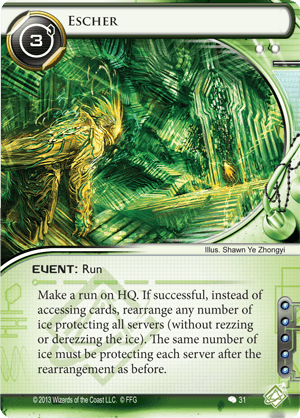 3
ESCHER
Illus. Shawn Ye Zhongyi
EVENT: Run
Make a run on HQ. If successful, instead of
accessing cards, rearrange any number of
ice protecting all servers (without rezzing
or derezzing the ice). The same number of
ice must be protecting each server after the
rearrangement as before.
© 2013 Wizards of the Coast LLC. © FFG 31